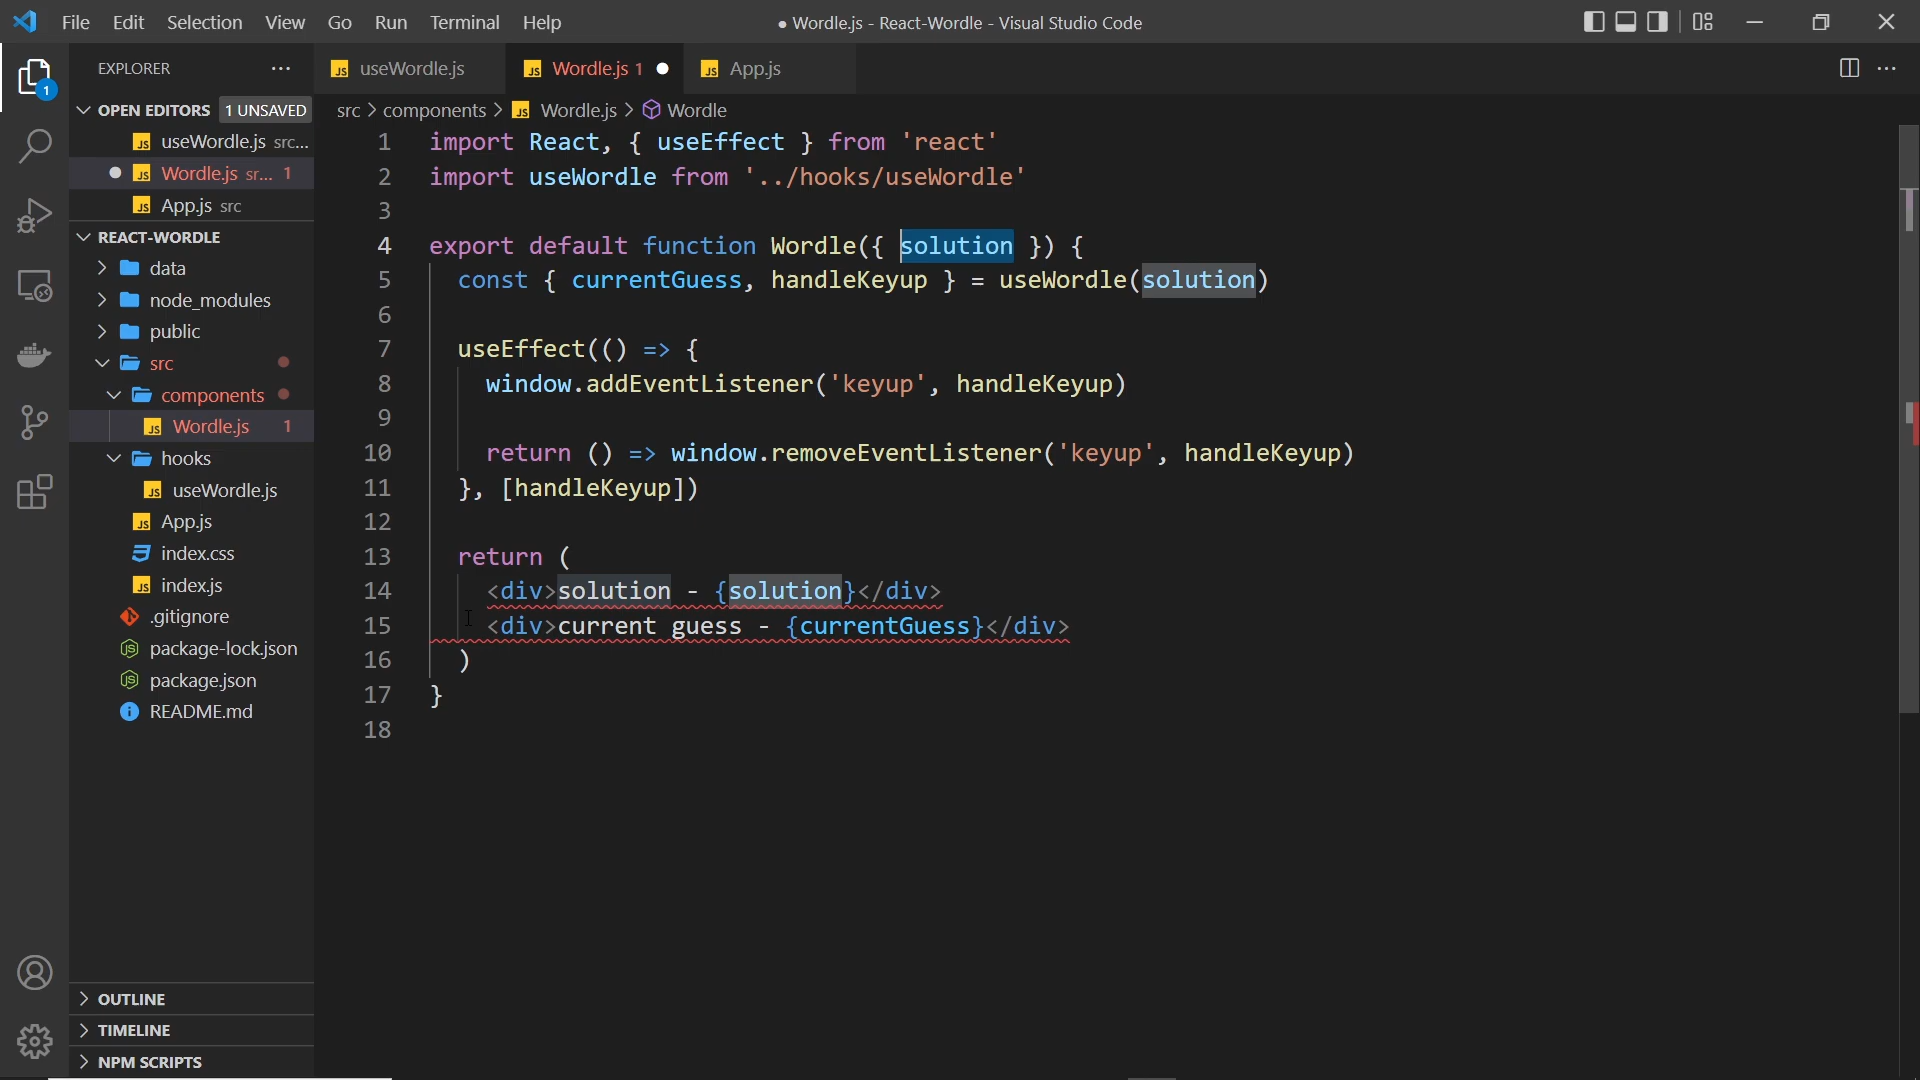 File Edit Selection View Go Run Terminal Help
● Wordle.js - React-Wordle - Visual Studio Code
EXPLORER
useWordle.js
Wordle.js 1
App.js
1
OPEN EDITORS 1 UNSAVED
useWordle.js src...
Wordle.js sr... 1
App.js src
REACT-WORDLE
data
node_modules
public
src
components
Wordle.js 1
hooks
useWordle.js
App.js
index.css
index.js
.gitignore
package-lock.json
package.json
README.md
OUTLINE
TIMELINE
NPM SCRIPTS
src > components > JS Wordle.js > Wordle
1 import React, { useEffect } from 'react'
2 import useWordle from '../hooks/useWordle'
3
4 export default function Wordle({ solution }) {
5 const { currentGuess, handleKeyup } = useWordle(solution)
6
7 useEffect(() => {
8 window.addEventListener('keyup', handleKeyup)
9
10 return () => window.removeEventListener('keyup', handleKeyup)
11 }, [handleKeyup])
12
13 return (
14 <div>solution - {solution}</div>
15 <div>current guess - {currentGuess}</div>
16 )
17 }
18